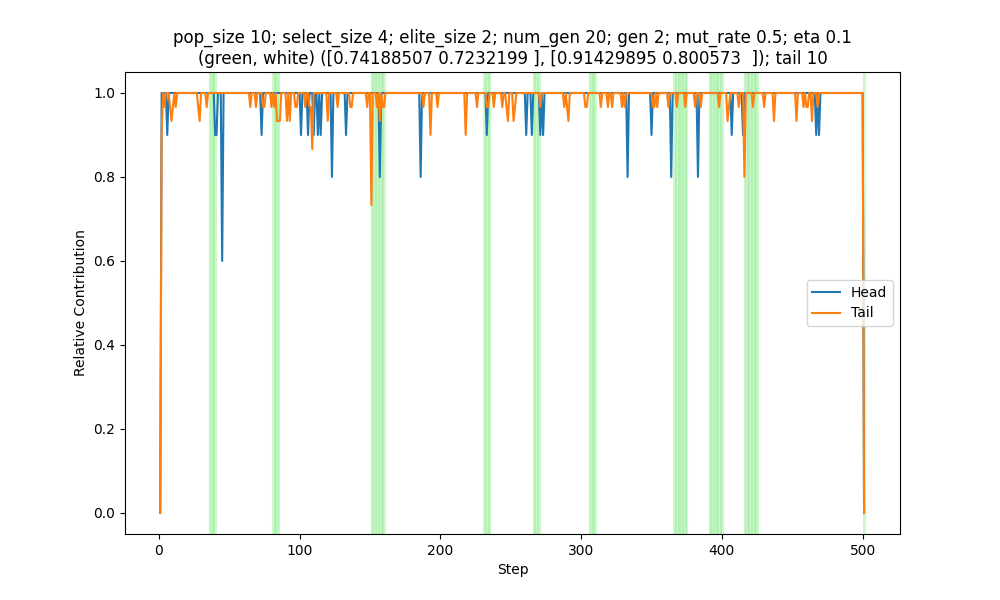 pop_size 10; select_size 4; elite_size 2; num_gen 20; gen 2; mut_rate 0.5; eta 0.1
(green, white) ([0.74188507 0.7232199 ], [0.91429895 0.800573  ]); tail 10
1.0
0.8
0.6
0.4
0.2
0.0
Relative Contribution
Head
Tail
0
100
200
300
400
500
Step